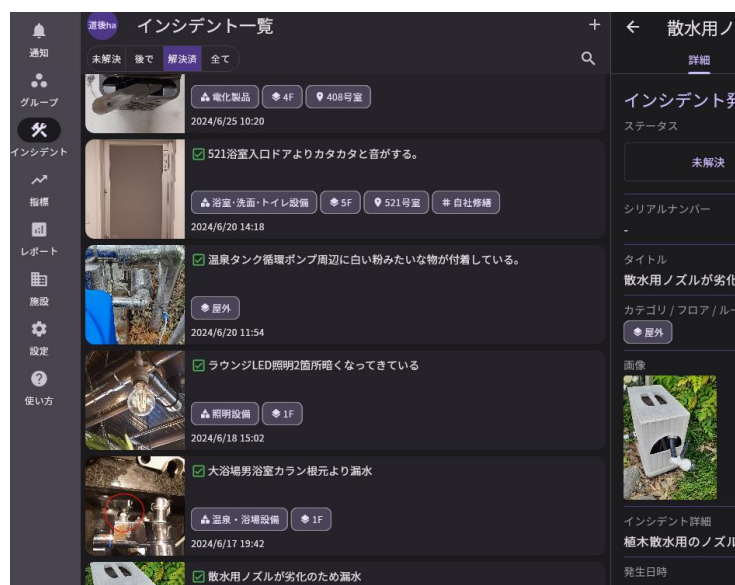 通知
グループ
インシデント
指標
レポート
施設
設定
使い方
道後ha
インシデント一覧
未解決 後で 解決済 全て
電化製品 4F 408号室
2024/6/25 10:20
521浴室入口ドアよりカタカタと音がする。
浴室・洗面・トイレ設備 5F 521号室 # 自社修繕
2024/6/20 14:18
温泉タンク循環ポンプ周辺に白い粉みたいな物が付着している。
屋外
2024/6/20 11:54
ラウンジLED照明2箇所暗くなってきている
照明設備 1F
2024/6/18 15:02
大浴場男浴室カラン根元より漏水
温泉・浴場設備 1F
2024/6/17 19:42
散水用ノズルが劣化のため漏水
散水用ノ
詳細
インシデント発
ステータス
未解決
シリアルナンバー
-
タイトル
散水用ノズルが劣化
カテゴリ / フロア / ルー
屋外
画像
インシデント詳細
植木散水用のノズル
発生日時